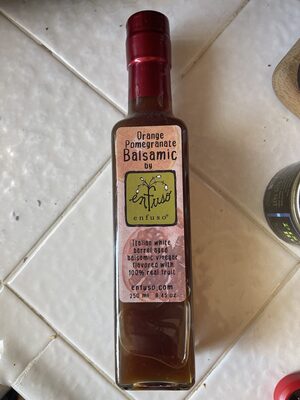 Orange
Pomegranate
Balsamic
by
enfuso
enfuso®
Italian white
barrel aged
balsamic vinegar
flavored with
100% real fruit
enfuso.com
250 ml 8.45 oz